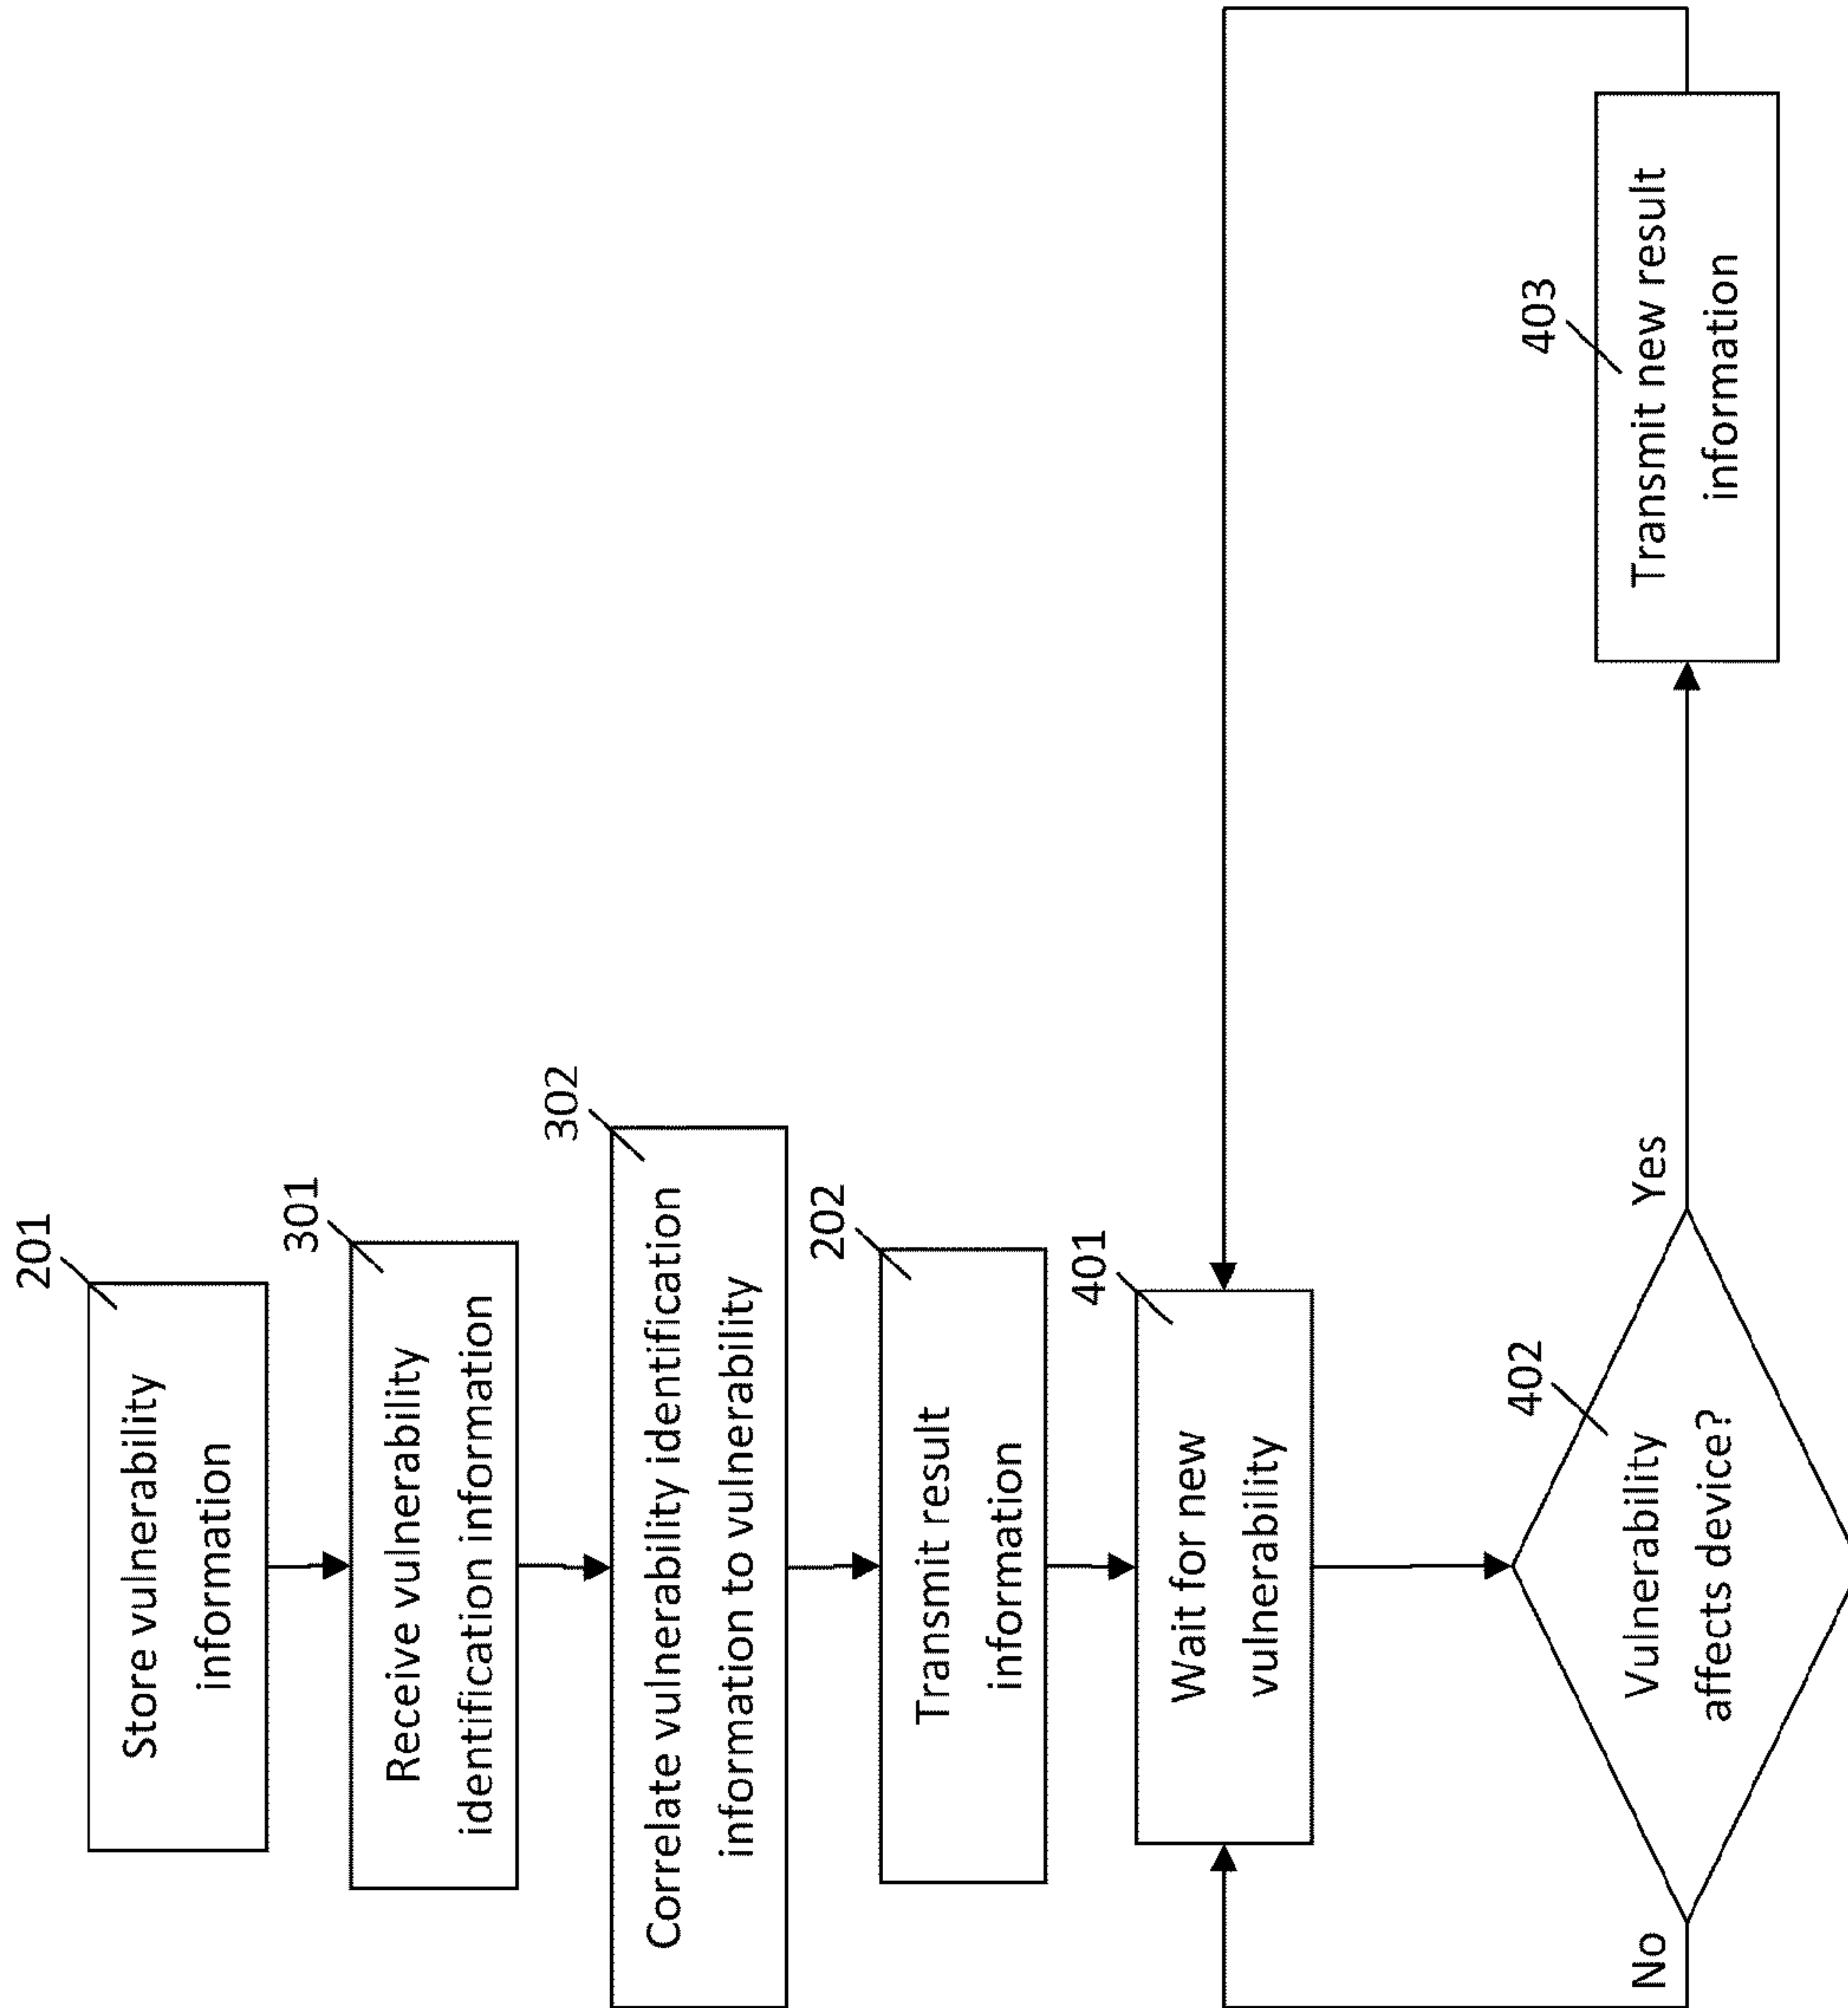 201
Store vulnerability
information
301
Receive vulnerability
identification information
302
Correlate vulnerability identification
information to vulnerability
202
Transmit result
information
401
Wait for new
vulnerability
402
Vulnerability
affects device?
No
Yes
403
Transmit new result
information